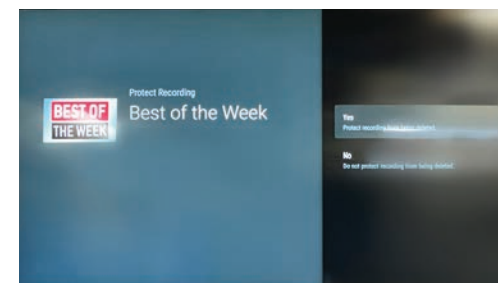 Protect Recording
Best of the Week
BEST OF
THE WEEK
Yes
Protect recording from being deleted.
No
Do not protect recording from being deleted.